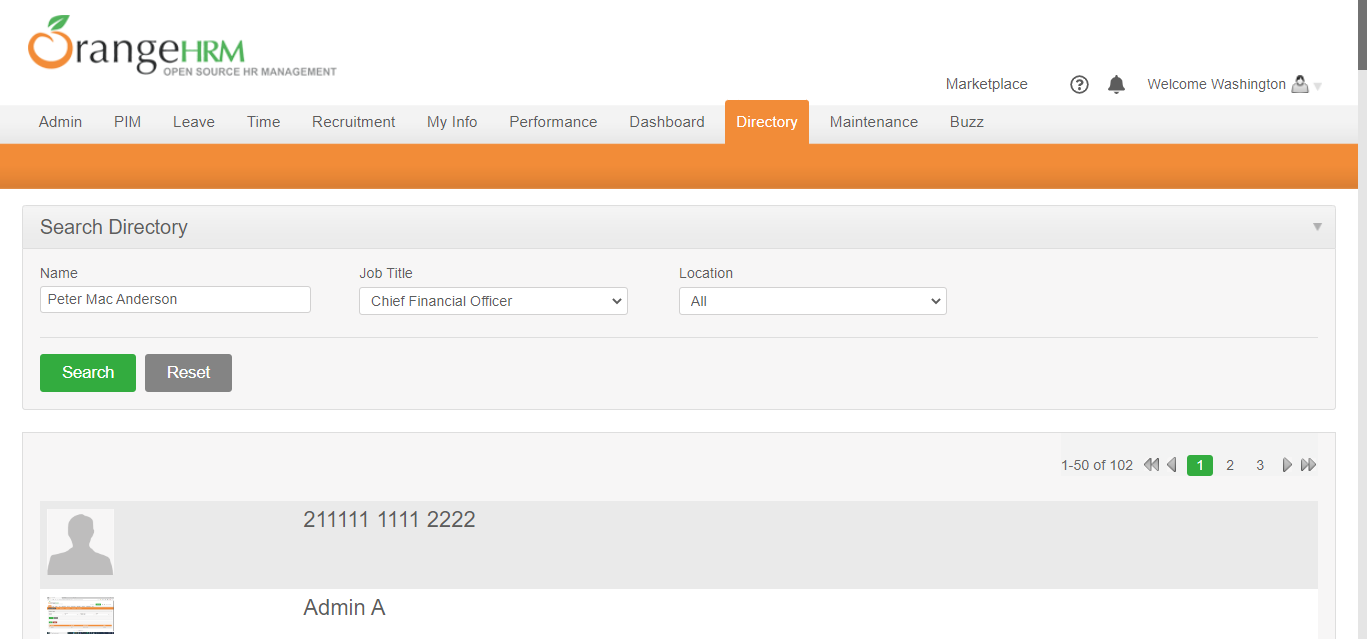 OrangeHRM
OPEN SOURCE HR MANAGEMENT
Marketplace ? Welcome Washington
Admin PIM Leave Time Recruitment My Info Performance Dashboard Directory Maintenance Buzz
Search Directory
Name Job Title Location
Peter Mac Anderson Chief Financial Officer All
Search Reset
1-50 of 102 1 2 3
211111 1111 2222
Admin A